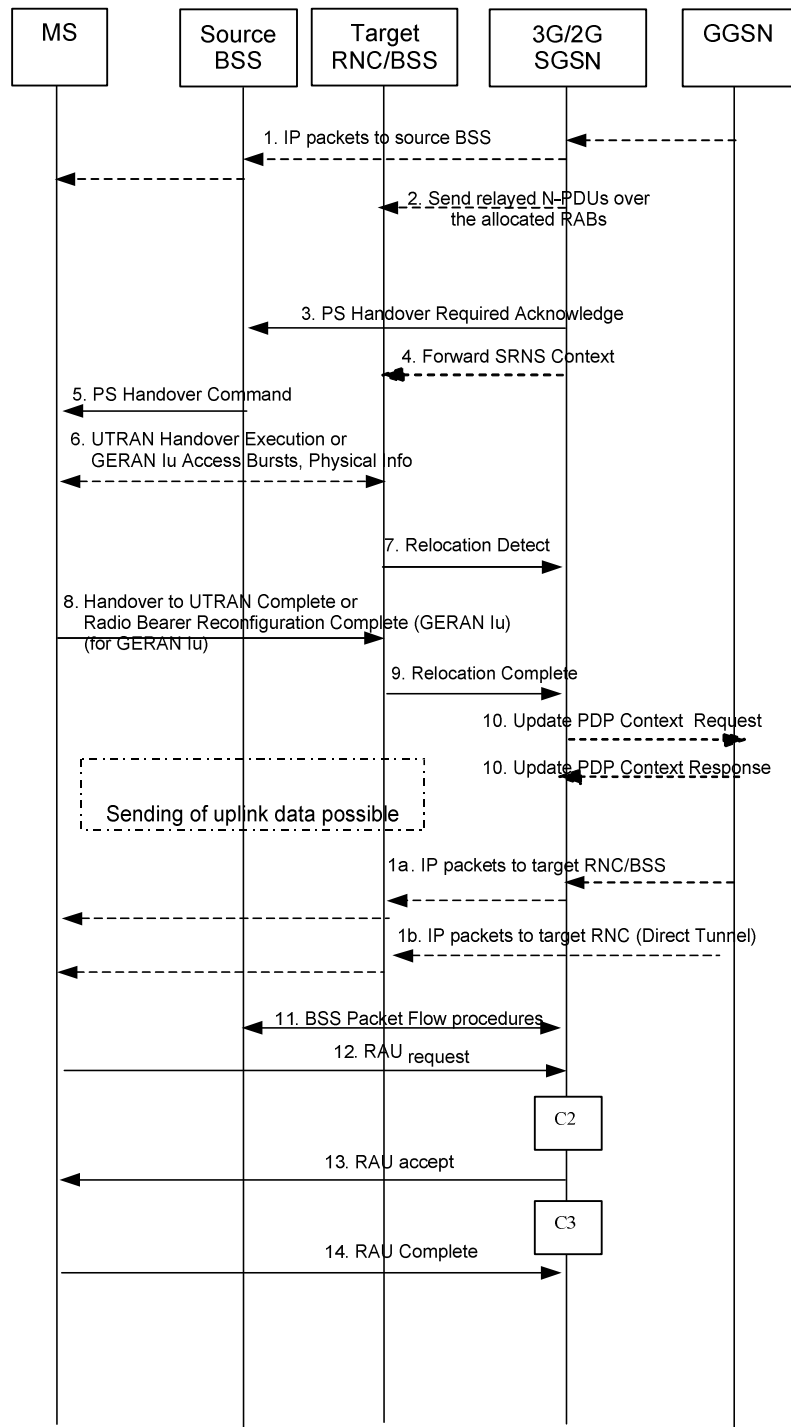 MS
Source
BSS
Target
RNC/BSS
3G/2G
SGSN
GGSN
1. IP packets to source BSS
2. Send relayed N-PDUs over
the allocated RABs
3. PS Handover Required Acknowledge
4. Forward SRNS Context
5. PS Handover Command
6. UTRAN Handover Execution or
GERAN Iu Access Bursts, Physical Info
7. Relocation Detect
8. Handover to UTRAN Complete or
Radio Bearer Reconfiguration Complete (GERAN Iu)
(for GERAN Iu)
9. Relocation Complete
10. Update PDP Context Request
10. Update PDP Context Response
Sending of uplink data possible
1a. IP packets to target RNC/BSS
1b. IP packets to target RNC (Direct Tunnel)
11. BSS Packet Flow procedures
12. RAU request
C2
13. RAU accept
C3
14. RAU Complete